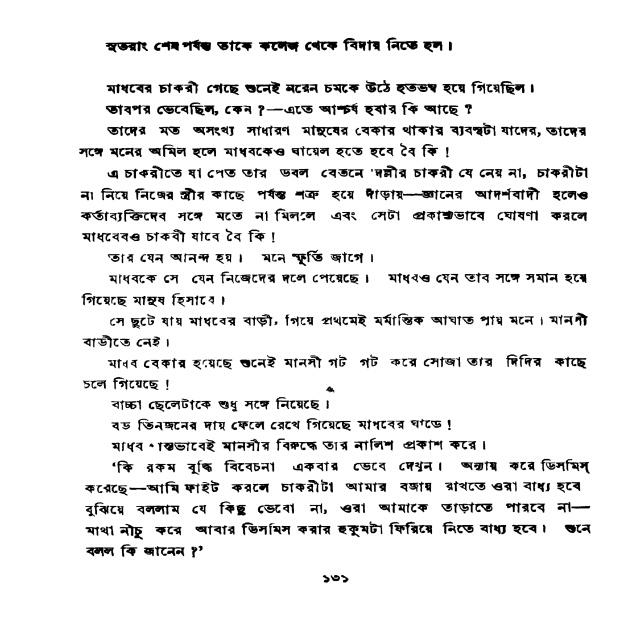 সুতরাং শেষ পর্যন্ত তাকে কলেজ থেকে বিদায় নিতে হল।
মাধবের চাকরী গেছে শুনেই নরেন চমকে উঠে হতভম্ব হয়ে গিয়েছিল।
তাবপর ভেবেছিল, কেন ?—এতে আশ্চর্য হবার কি আছে ?
তাদের মত অসংখ্য সাধারণ মানুষের বেকার থাকার ব্যবস্থটা যাদের, তাদের
সঙ্গে মনের অমিল হলে মাধবকেও ঘায়েল হতে হবে বৈ কি !
এ চাকরীতে যা পেত তার ডবল বেতনে দিল্লীর চাকরী যে নেয় না, চাকরীটা
না নিয়ে নিজের স্ত্রীর কাছে পর্যন্ত শত্রু হয়ে দাঁড়ায়—জ্ঞানের আদর্শবাদী হলেও
কর্তাব্যক্তিদেব সঙ্গে মতে না মিললে এবং সেটা প্রকাশ্যভাবে ঘোষণা করলে
মাধবেবও চাকবী যাবে বৈ কি !
তার যেন আনন্দ হয়। মনে স্ফূর্তি জাগে।
মাধবকে সে যেন নিজেদের দলে পেয়েছে। মাধবও যেন তাব সঙ্গে সমান হয়ে
গিয়েছে মানুষ হিসাবে।
সে ছুটে যায় মাধবের বাড়ী, গিয়ে প্রথমেই মর্মান্তিক আঘাত পায় মনে। মানসী
বাড়ীতে নেই।
মাধব বেকার হয়েছে শুনেই মানসী গট গট করে সোজা তার দিদির কাছে
চলে গিয়েছে !
বাচ্চা ছেলেটাকে শুধু সঙ্গে নিয়েছে।
বড় তিনজনের দায় ফেলে রেখে গিয়েছে মাধবের ঘাড়ে !
মাধব শান্তভাবেই মানসীর বিরুদ্ধে তার নালিশ প্রকাশ করে।
'কি রকম বুদ্ধি বিবেচনা একবার ভেবে দেখুন। অন্যায় করে ডিসমিস্
করেছে—আমি ফাইট করলে চাকরীটা আমার বজায় রাখতে ওরা বাধ্য হবে
বুঝিয়ে বললাম যে কিছু ভেবো না, ওরা আমাকে তাড়াতে পারবে না—
মাথা নীচু করে আবার ডিসমিস করার হুকুমটা ফিরিয়ে নিতে বাধ্য হবে। শুনে
বলল কি জানেন ?'
১৩১